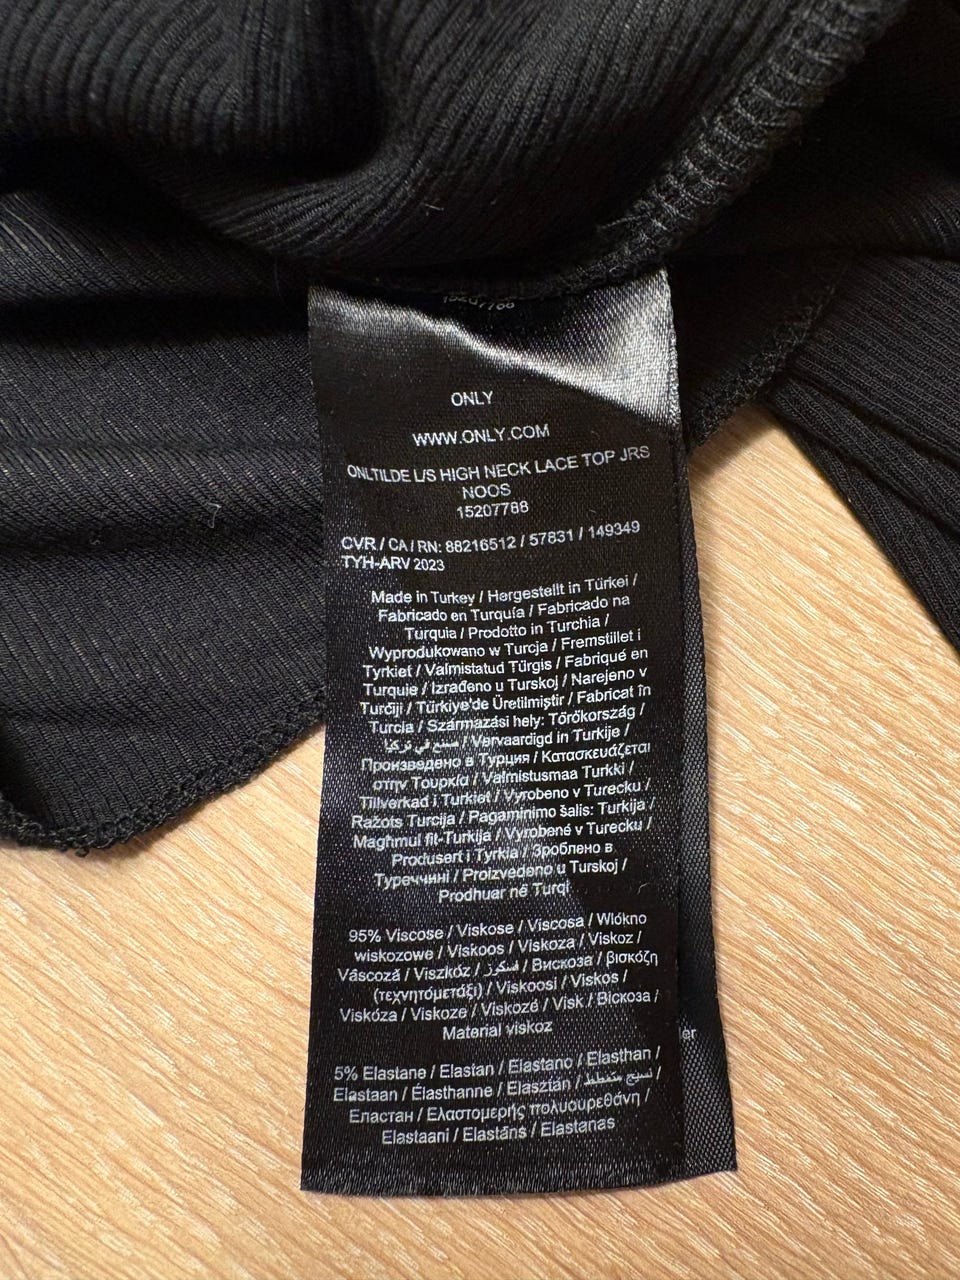 15207788
ONLY
WWW.ONLY.COM
ONLTILDE L/S HIGH NECK LACE TOP JRS
NOOS
15207788
CVR / CA / RN: 88216512 / 57831 / 149349
TYH-ARV 2023
Made in Turkey / Hergestellt in Türkei /
Fabricado en Turquía / Fabricado na
Turquia / Prodotto in Turchia /
Wyprodukowano w Turcja / Fremstillet i
Tyrkiet / Valmistatud Türgis / Fabriqué en
Turquie / Izrađeno u Turskoj / Narejeno v
Turčiji / Türkiye'de Üretilmiştir / Fabricat în
Turcia / Származási hely: Törökország /
صنع في تركيا / Vervaardigd in Turkije /
Произведено в Турция / Κατασκευάζεται
στην Τουρκία / Valmistusmaa Turkki /
Tillverkad i Turkiet / Vyrobeno v Turecku /
Ražots Turcija / Pagaminimo šalis: Turkija /
Magħmul fit-Turkija / Vyrobené v Turecku /
Produsert i Tyrkia / Зроблено в
Туреччині / Proizvedeno u Turskoj /
Prodhuar në Turqi
95% Viscose / Viskose / Viscosa / Włókno
wiskozowe / Viskoos / Viskoza / Viskoz /
Vâscoză / Viszkóz / فسكوز / Вискоза / βισκόζη
(τεχνητόμετάξι) / Viskoosi / Viskos /
Viskóza / Viskoze / Viskozé / Visk / Віскоза /
Material viskoz
5% Elastane / Elastan / Elastano / Elasthan /
Elastaan / Élasthanne / Elaszián / نسيج متمطط /
Еластан / Ελαστομερής πολυουρεθάνη /
Elastaani / Elastāns / Elastanas
er